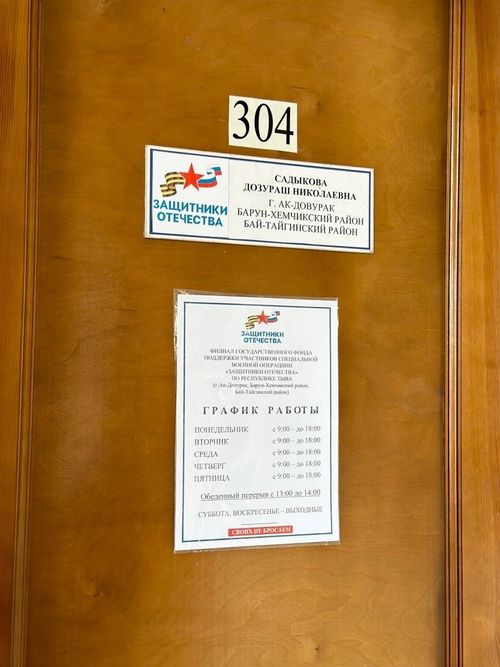 304
ЗАЩИТНИКИ
ОТЕЧЕСТВА
САДЫКОВА
ДОЗУРАШ НИКОЛАЕВНА
Г. АК-ДОВУРАК
БАРУН-ХЕМЧИКСКИЙ РАЙОН
БАЙ-ТАЙГИНСКИЙ РАЙОН
ЗАЩИТНИКИ
ОТЕЧЕСТВА
ФИЛИАЛ ГОСУДАРСТВЕННОГО ФОНДА
ПОДДЕРЖКИ УЧАСТНИКОВ СПЕЦИАЛЬНОЙ
ВОЕННОЙ ОПЕРАЦИИ
«ЗАЩИТНИКИ ОТЕЧЕСТВА»
ПО РЕСПУБЛИКЕ ТЫВА
(г.Ак-Довурак, Барун-Хемчикский район,
Бай-Тайгинский район)
ГРАФИК РАБОТЫ
ПОНЕДЕЛЬНИК с 9:00 – до 18:00
ВТОРНИК с 9:00 – до 18:00
СРЕДА с 9:00 – до 18:00
ЧЕТВЕРГ с 9:00 – до 18:00
ПЯТНИЦА с 9:00 – до 18:00
Обеденный перерыв с 13:00 до 14:00
СУББОТА, ВОСКРЕСЕНЬЕ – ВЫХОДНЫЕ
СВОИХ НЕ БРОСАЕМ